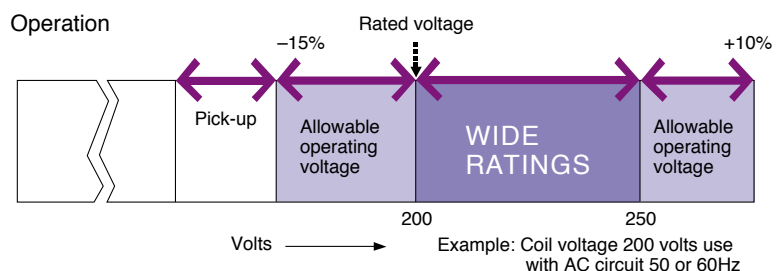 Operation
Rated voltage
–15%
+10%
Pick-up
Allowable
operating
voltage
WIDE
RATINGS
Allowable
operating
voltage
200
250
Volts
Example: Coil voltage 200 volts use
with AC circuit 50 or 60Hz